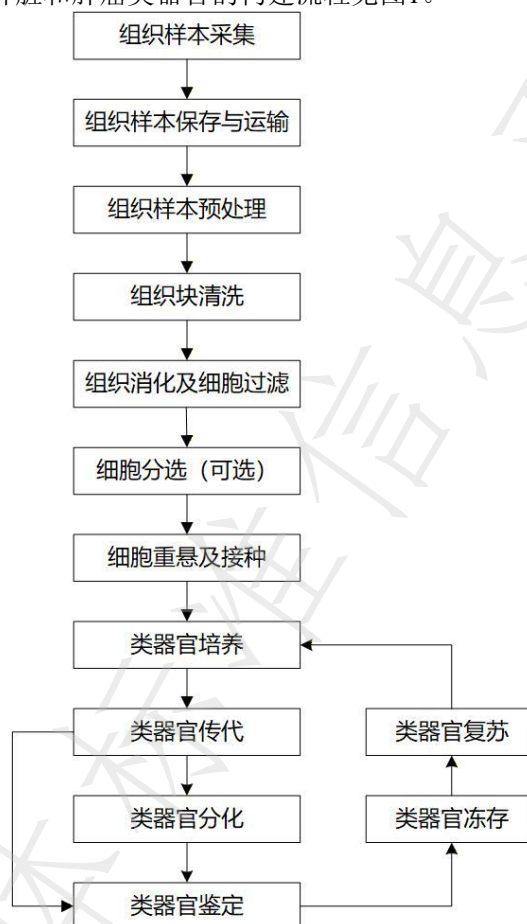 组织样本采集
组织样本保存与运输
组织样本预处理
组织块清洗
组织消化及细胞过滤
细胞分选（可选）
细胞重悬及接种
类器官培养
类器官传代
类器官复苏
类器官分化
类器官冻存
类器官鉴定